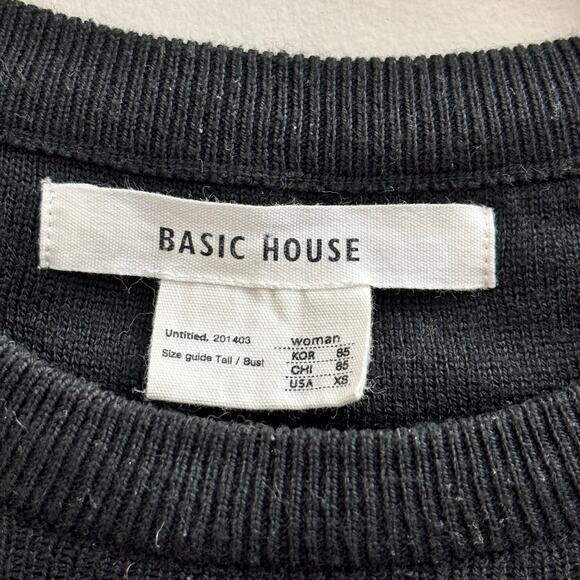 BASIC HOUSE
Untitled. 201403
Size guide Tall / Bust
woman
KOR 85
CHI 85
USA XS